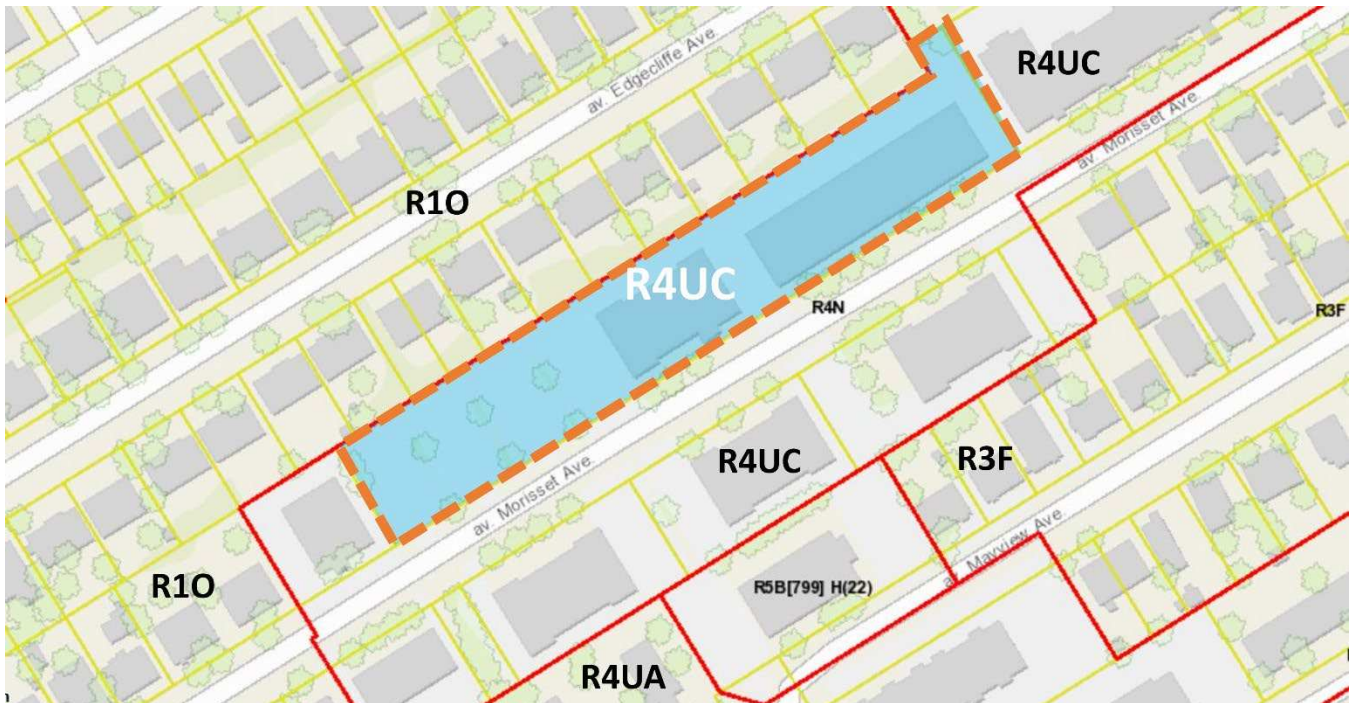 av. Edgecliffe Ave.
R4UC
av. Morisset Ave.
R1O
R4UC
R4N
R3F
R4UC
R3F
av. Morisset Ave.
R1O
R5B[799] H(22)
av. Mayview Ave.
R4UA